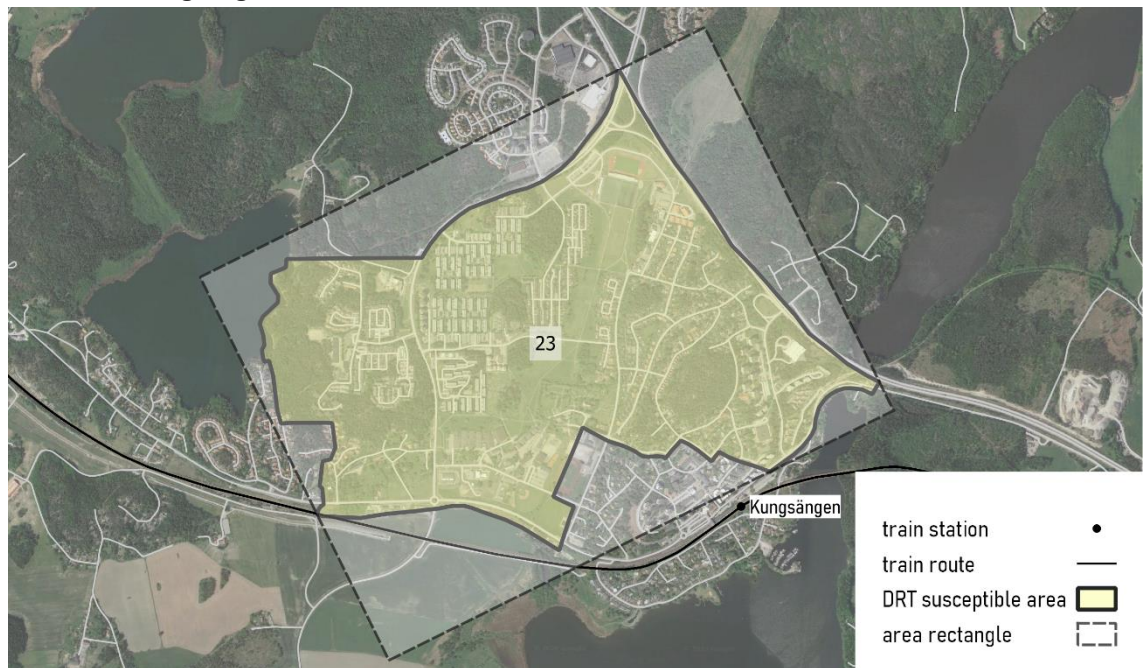 23
Kungsängen
train station
train route
DRT susceptible area
area rectangle